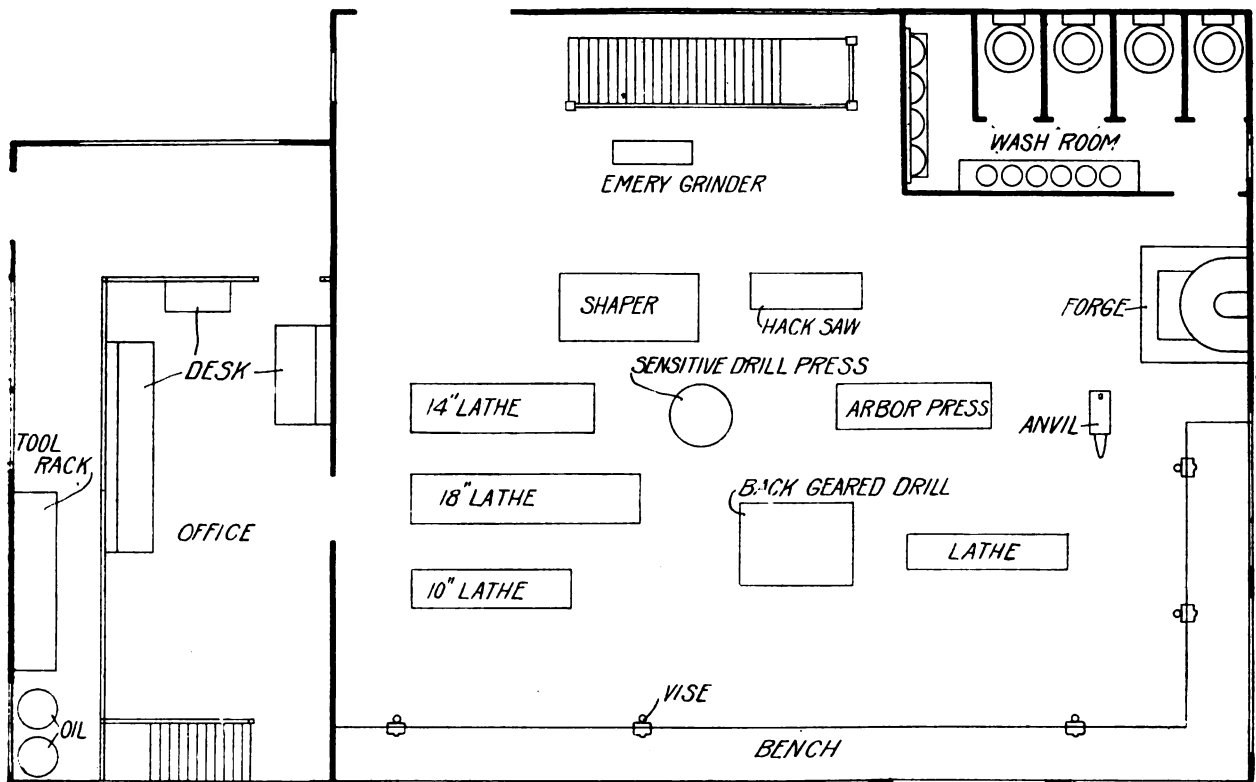 WASH ROOM
EMERY GRINDER
SHAPER
HACK SAW
FORGE
DESK
SENSITIVE DRILL PRESS
14" LATHE
ARBOR PRESS
ANVIL
TOOL
RACK
18" LATHE
BACK GEARED DRILL
OFFICE
LATHE
10" LATHE
VISE
OIL
BENCH